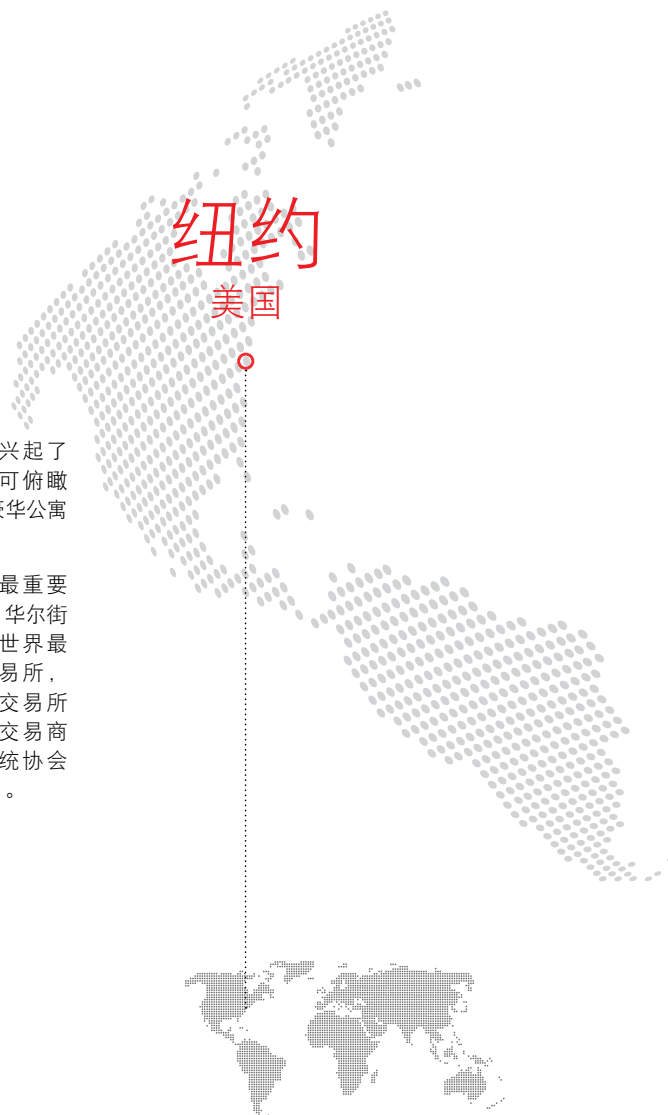 纽约
美国
兴起了
可俯瞰
豪华公寓
最重要
华尔街
世界最
易所，
交易所
交易商
统协会
。